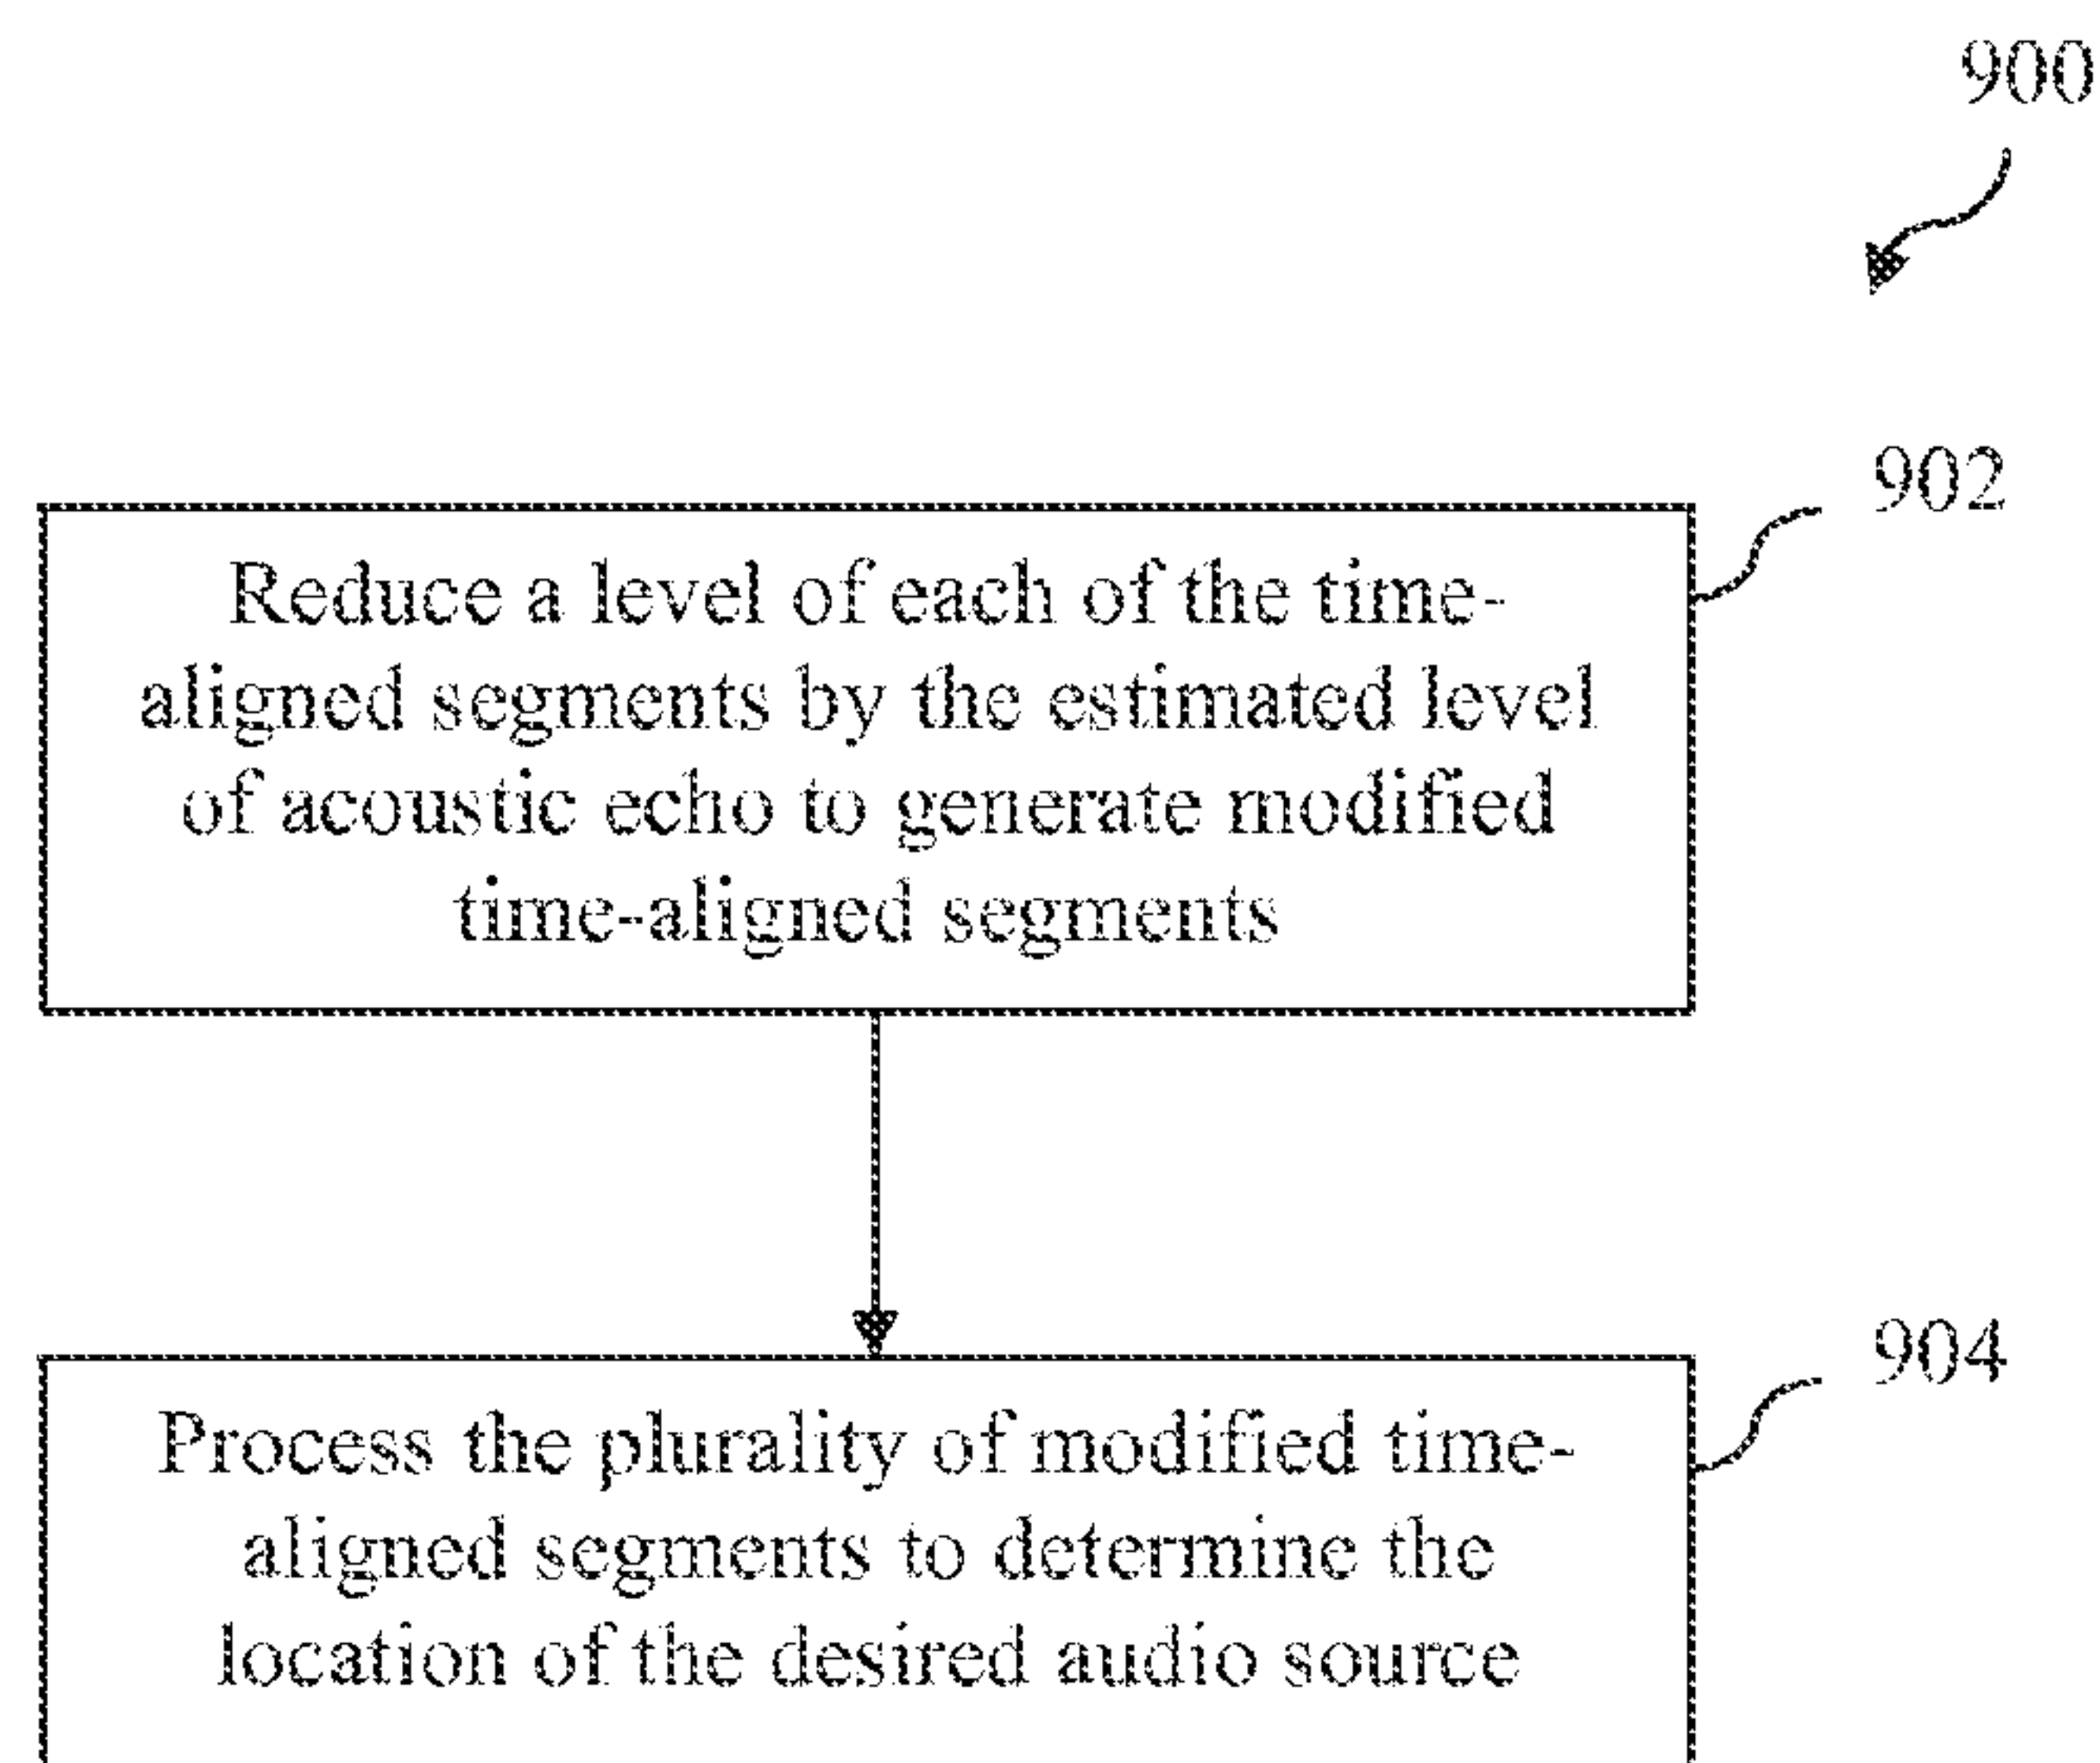 900
902
Reduce a level of each of the time-
aligned segments by the estimated level
of acoustic echo to generate modified
time-aligned segments
904
Process the plurality of modified time-
aligned segments to determine the
location of the desired audio source